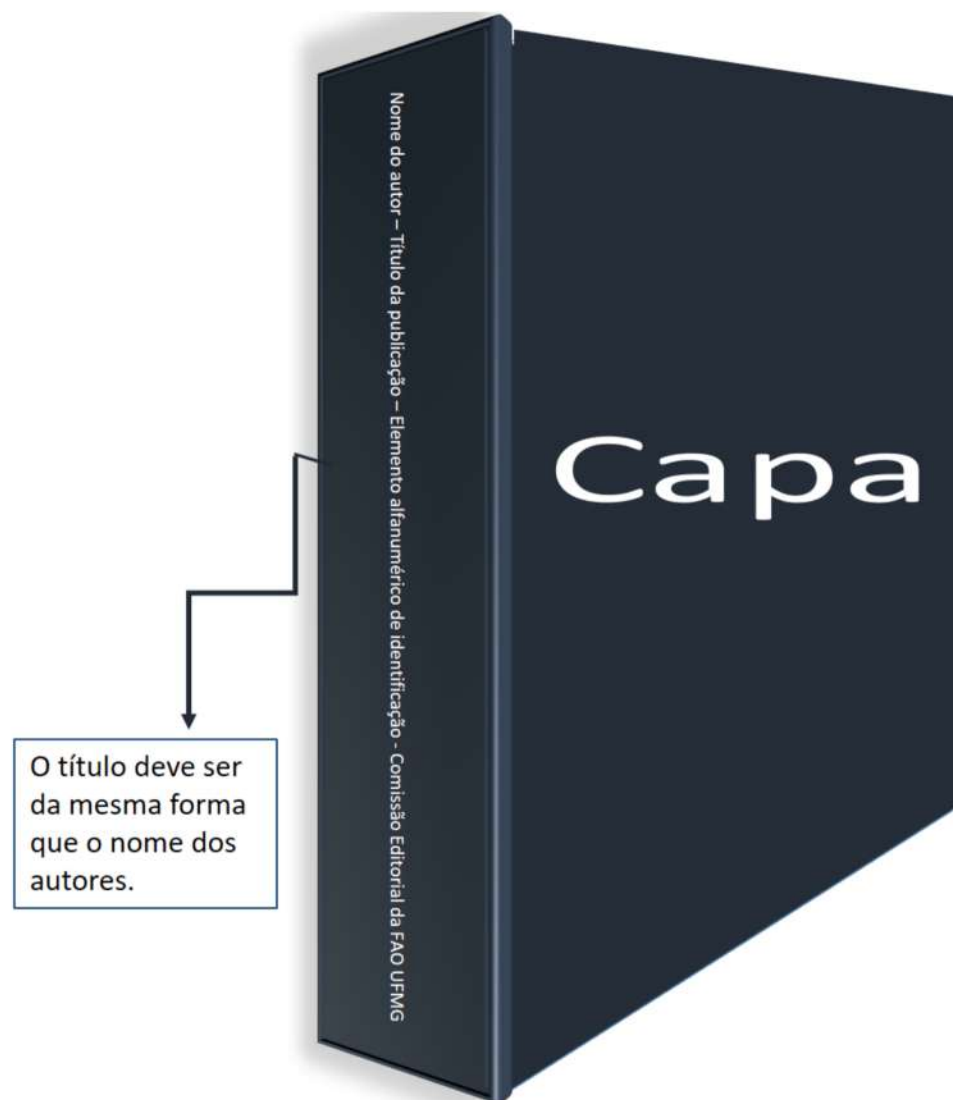 Nome do autor – Título da publicação – Elemento alfanumérico de identificação - Comissão Editorial da FAO UFMG
Capa
O título deve ser
da mesma forma
que o nome dos
autores.